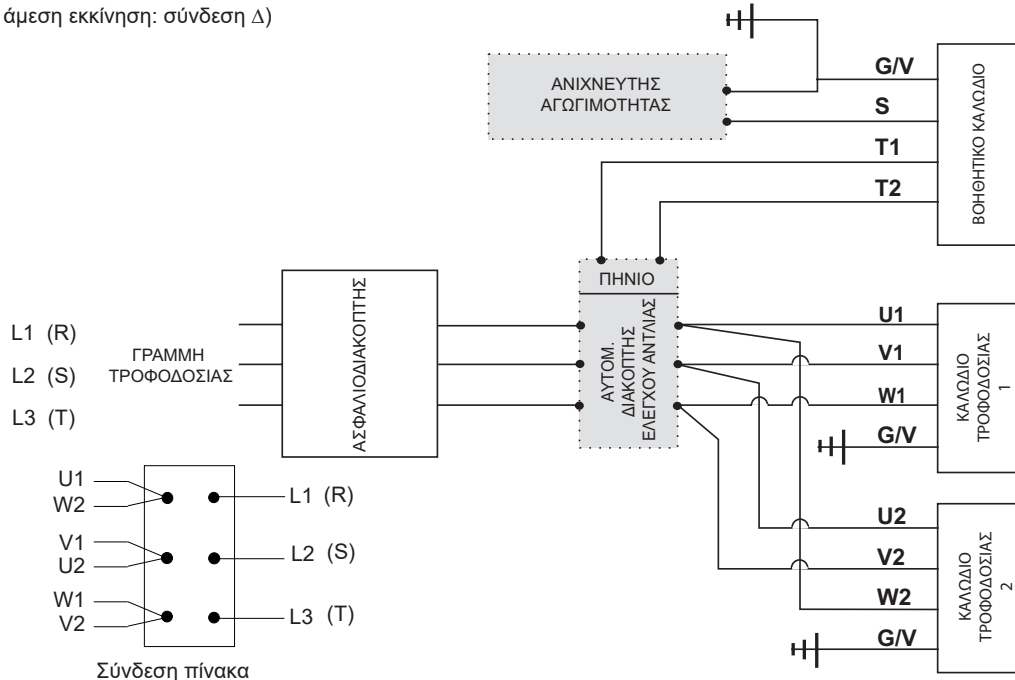 άμεση εκκίνηση: σύνδεση Δ)
ΑΝΙΧΝΕΥΤΗΣ
ΑΓΩΓΙΜΟΤΗΤΑΣ
G/V
S
T1
T2
ΒΟΗΘΗΤΙΚΟ ΚΑΛΩΔΙΟ
L1 (R)
L2 (S)
L3 (T)
ΓΡΑΜΜΗ
ΤΡΟΦΟΔΟΣΙΑΣ
ΑΣΦΑΛΙΟΔΙΑΚΟΠΤΗΣ
ΠΗΝΙΟ
ΑΥΤΟΜ.
ΔΙΑΚΟΠΤΗΣ
ΕΛΕΓΧΟΥ ΑΝΤΛΙΑΣ
U1
V1
W1
G/V
ΚΑΛΩΔΙΟ
ΤΡΟΦΟΔΟΣΙΑΣ
1
U2
V2
W2
G/V
ΚΑΛΩΔΙΟ
ΤΡΟΦΟΔΟΣΙΑΣ
2
U1
W2
L1 (R)
V1
U2
L2 (S)
W1
V2
L3 (T)
Σύνδεση πίνακα